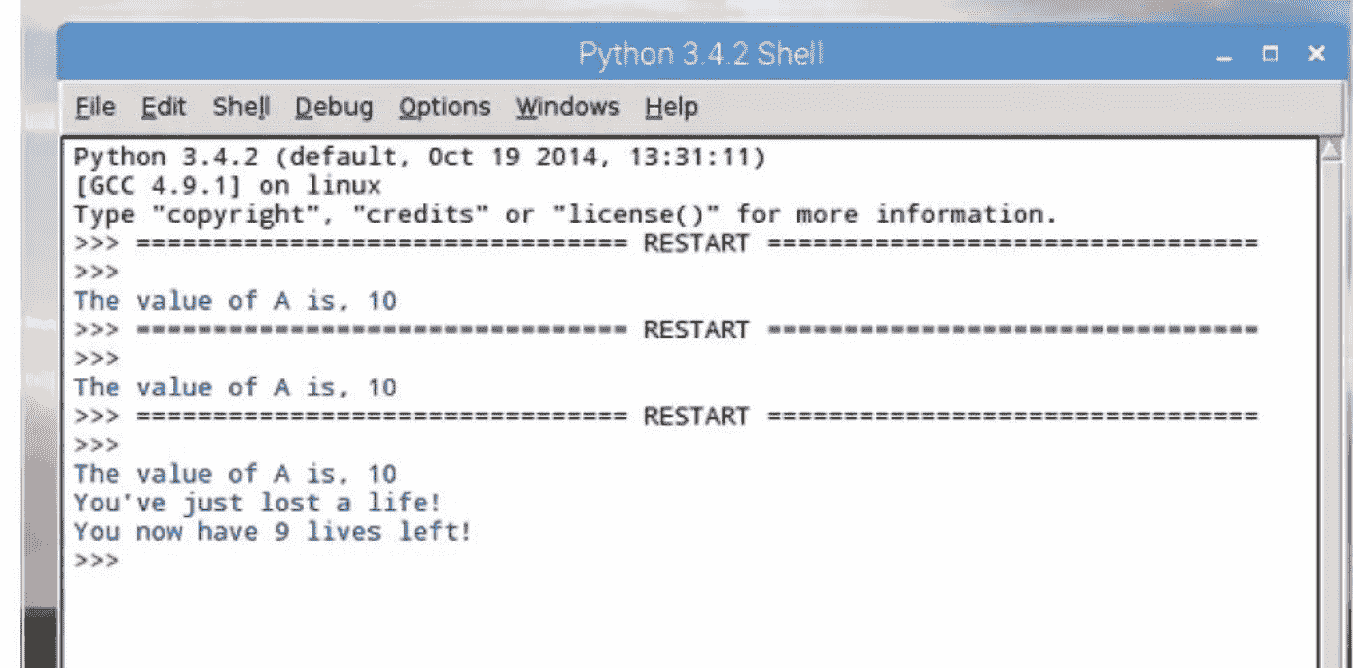 Python 3.4.2 Shell
File Edit Shell Debug Options Windows Help
Python 3.4.2 (default, Oct 19 2014, 13:31:11)
[GCC 4.9.1] on linux
Type "copyright", "credits" or "license()" for more information.
>>> ================================ RESTART ================================
>>>
The value of A is, 10
>>> ================================ RESTART ================================
>>>
The value of A is, 10
>>> ================================ RESTART ================================
>>>
The value of A is, 10
You've just lost a life!
You now have 9 lives left!
>>>